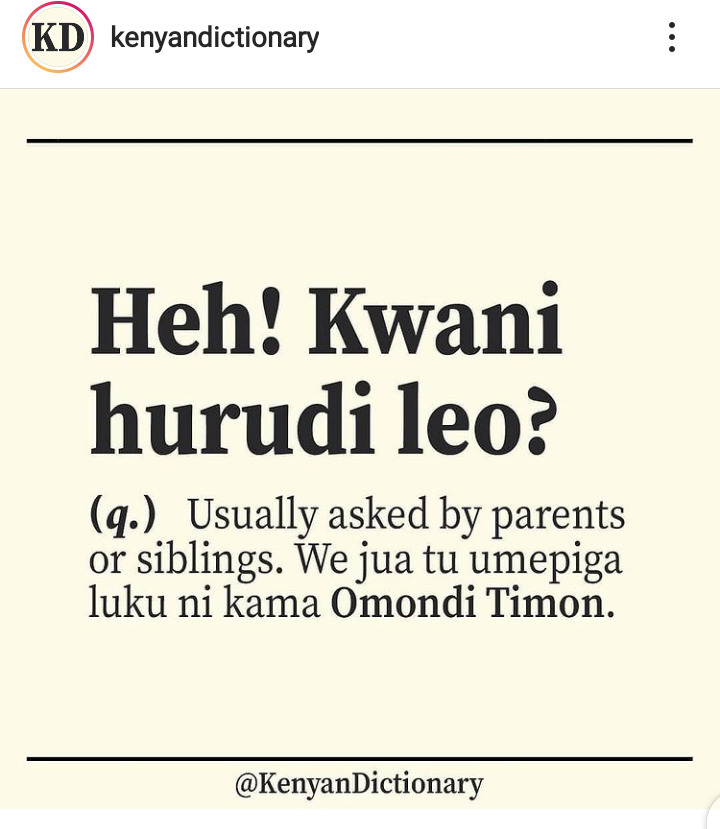 KD kenyandictionary
Heh! Kwani
hurudi leo?
(q.) Usually asked by parents
or siblings. We jua tu umepiga
luku ni kama Omondi Timon.
@KenyanDictionary